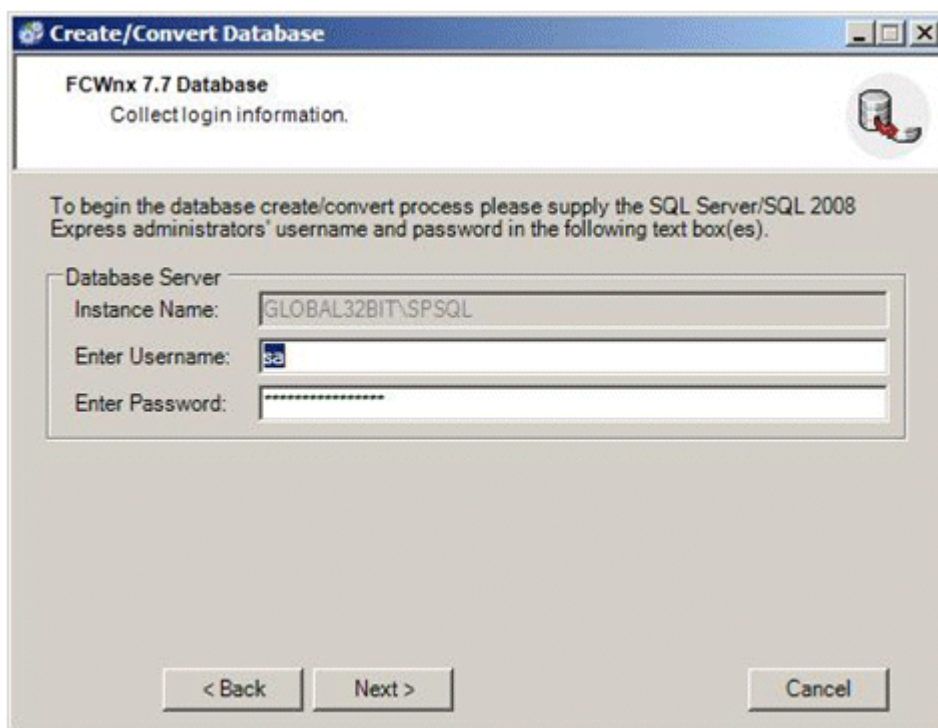 Create/Convert Database
FCWnx 7.7 Database
Collect login information.
To begin the database create/convert process please supply the SQL Server/SQL 2008
Express administrators' username and password in the following text box(es).
Database Server
Instance Name: GLOBAL32BIT\SPSQL
Enter Username: sa
Enter Password: ****************
< Back Next > Cancel